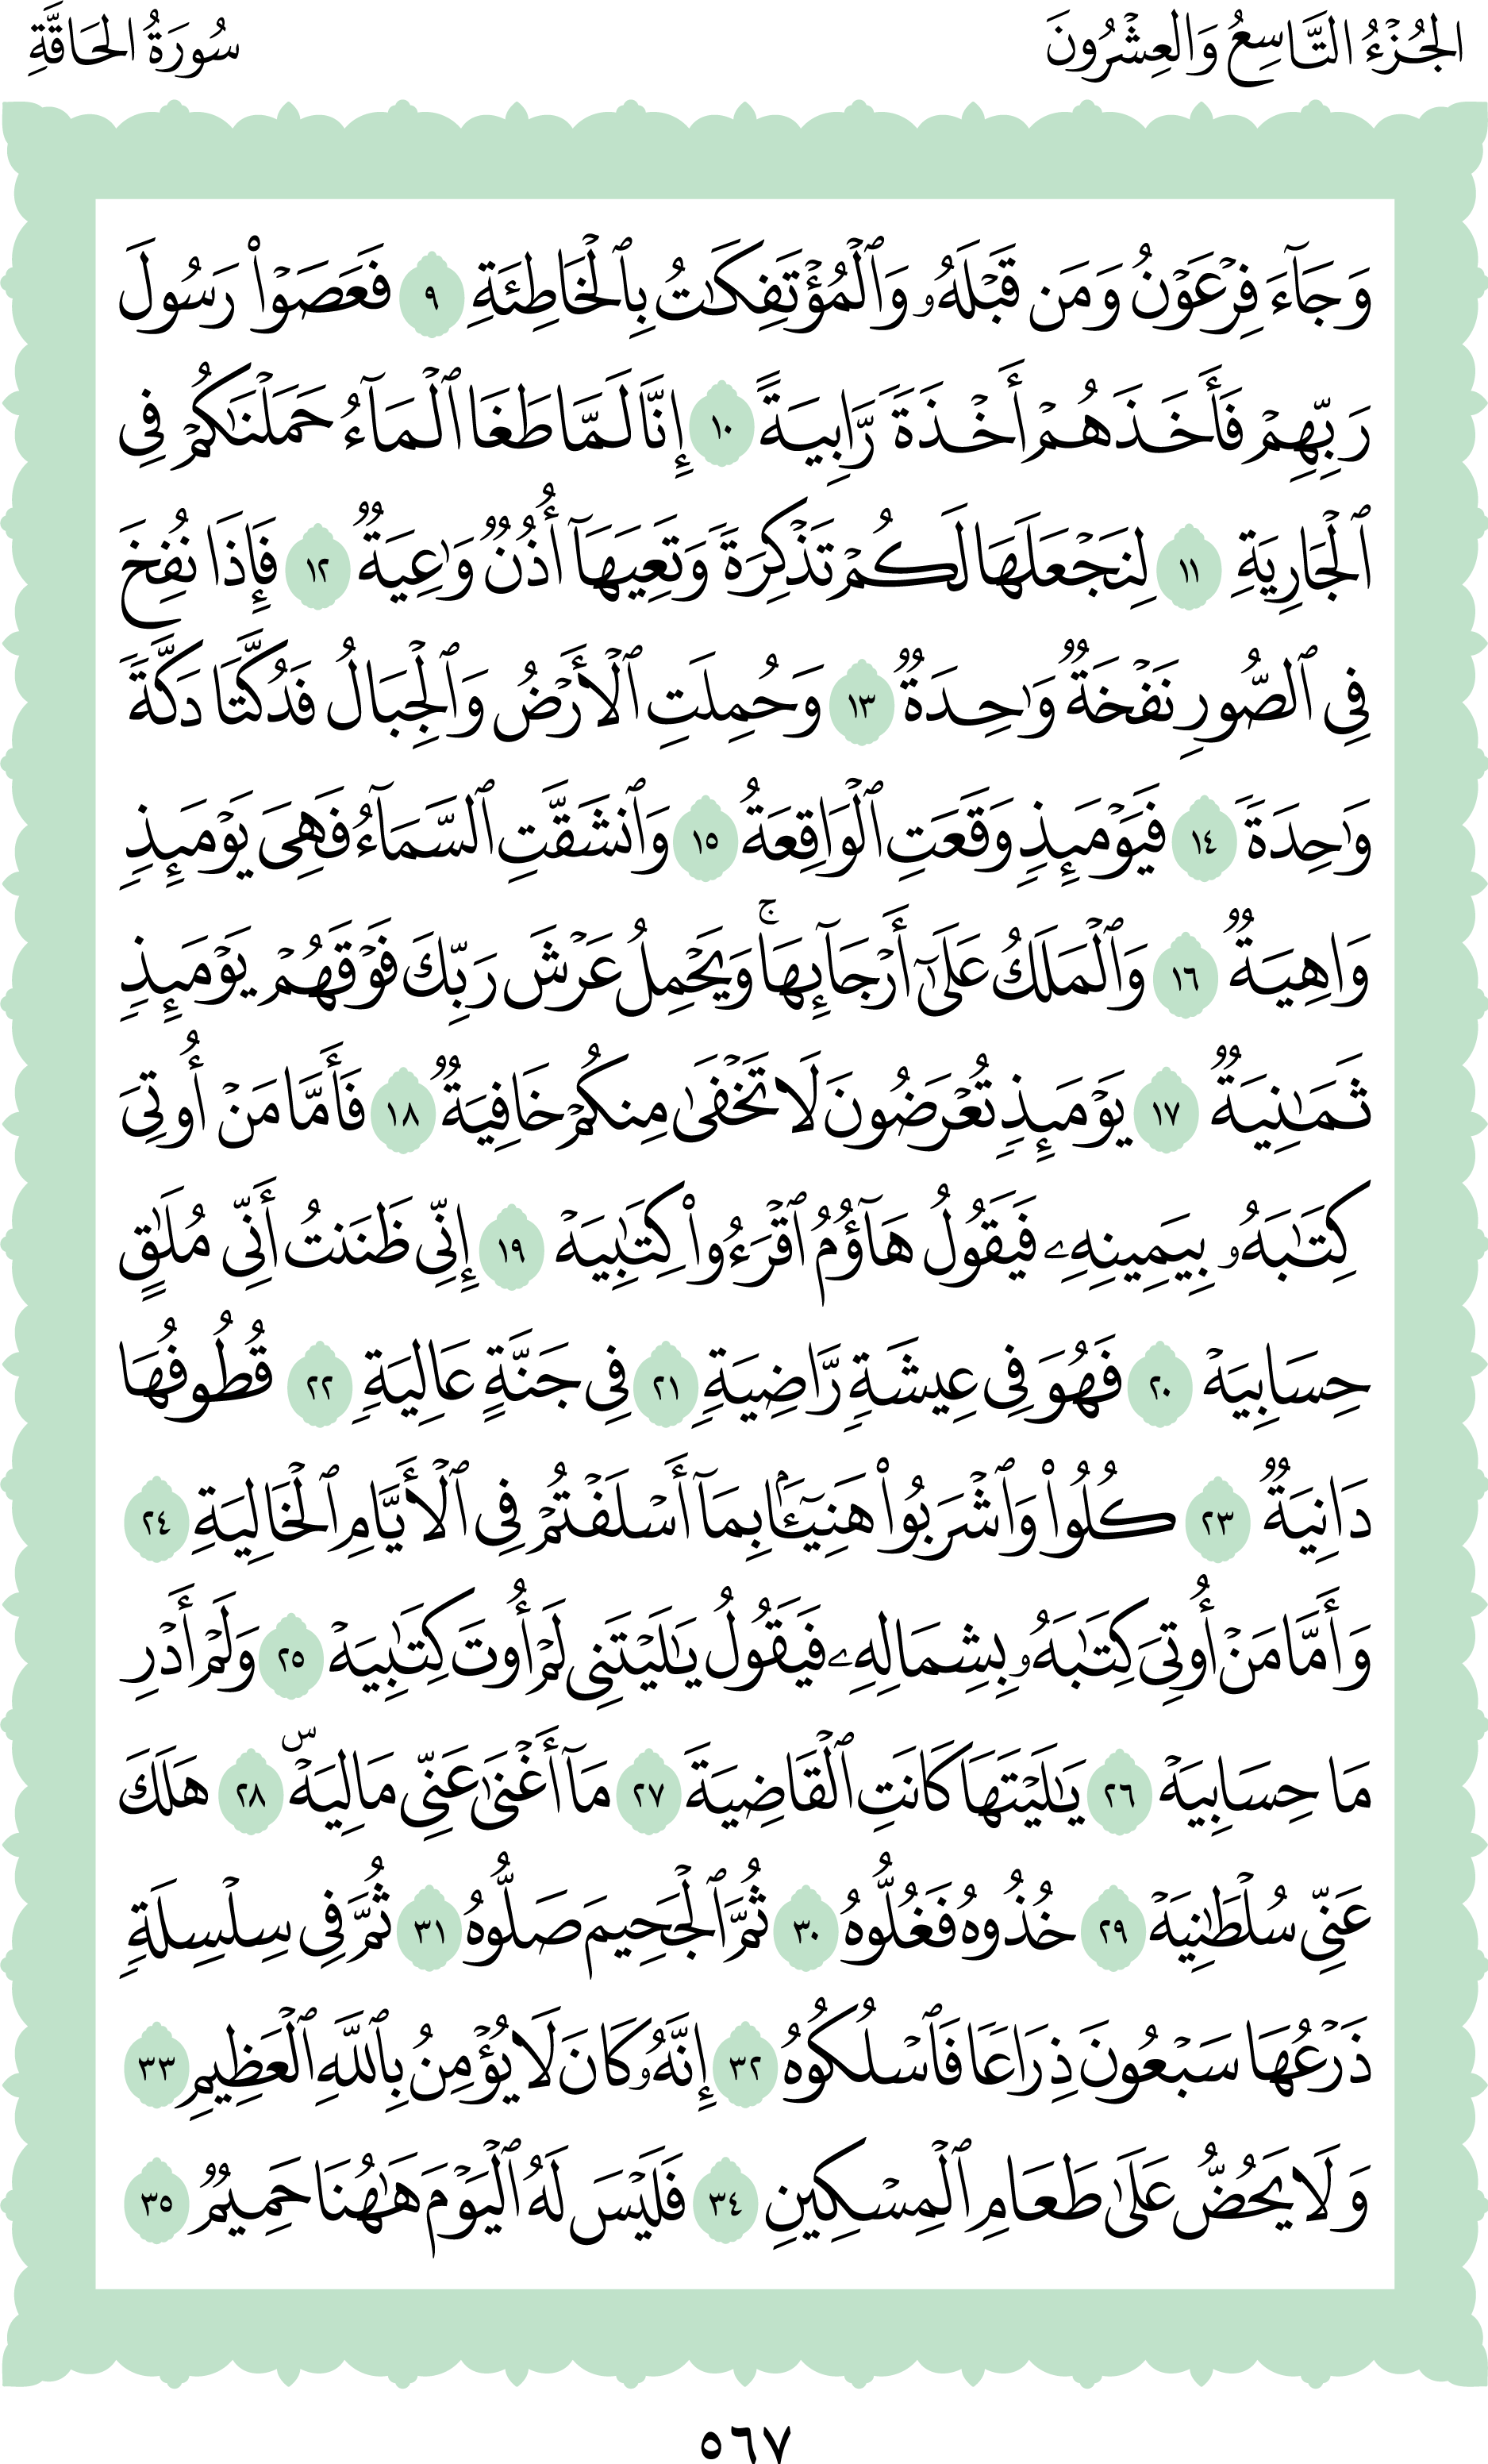 الجُزْءُ التَّاسِعُ وَالعِشْرُونَ
سُورَةُ الحَاقَّةِ
وَجَآءَ فِرْعَوْنُ وَمَن قَبْلَهُۥ وَٱلْمُؤْتَفِكَٰتُ بِٱلْخَاطِئَةِ ٩ فَعَصَوْا۟ رَسُولَ
رَبِّهِمْ فَأَخَذَهُمْ أَخْذَةً رَّابِيَةً ١٠ إِنَّا لَمَّا طَغَا ٱلْمَآءُ حَمَلْنَٰكُمْ فِى
ٱلْجَارِيَةِ ١١ لِنَجْعَلَهَا لَكُمْ تَذْكِرَةً وَتَعِيَهَآ أُذُنٌ وَٰعِيَةٌ ١٢ فَإِذَا نُفِخَ
فِى ٱلصُّورِ نَفْخَةٌ وَٰحِدَةٌ ١٣ وَحُمِلَتِ ٱلْأَرْضُ وَٱلْجِبَالُ فَدُكَّتَا دَكَّةً
وَٰحِدَةً ١٤ فَيَوْمَئِذٍ وَقَعَتِ ٱلْوَاقِعَةُ ١٥ وَٱنشَقَّتِ ٱلسَّمَآءُ فَهِىَ يَوْمَئِذٍ
وَاهِيَةٌ ١٦ وَٱلْمَلَكُ عَلَىٰٓ أَرْجَآئِهَا ۚ وَيَحْمِلُ عَرْشَ رَبِّكَ فَوْقَهُمْ يَوْمَئِذٍ
ثَمَٰنِيَةٌ ١٧ يَوْمَئِذٍ تُعْرَضُونَ لَا تَخْفَىٰ مِنكُمْ خَافِيَةٌ ١٨ فَأَمَّا مَنْ أُوتِىَ
كِتَٰبَهُۥ بِيَمِينِهِۦ فَيَقُولُ هَآؤُمُ ٱقْرَءُوا۟ كِتَٰبِيَهْ ١٩ إِنِّى ظَنَنتُ أَنِّى مُلَٰقٍ
حِسَابِيَهْ ٢٠ فَهُوَ فِى عِيشَةٍ رَّاضِيَةٍ ٢١ فِى جَنَّةٍ عَالِيَةٍ ٢٢ قُطُوفُهَا
دَانِيَةٌ ٢٣ كُلُوا۟ وَٱشْرَبُوا۟ هَنِيٓـًٔۢا بِمَآ أَسْلَفْتُمْ فِى ٱلْأَيَّامِ ٱلْخَالِيَةِ ٢٤
وَأَمَّا مَنْ أُوتِىَ كِتَٰبَهُۥ بِشِمَالِهِۦ فَيَقُولُ يَٰلَيْتَنِى لَمْ أُوتَ كِتَٰبِيَهْ ٢٥ وَلَمْ أَدْرِ
مَا حِسَابِيَهْ ٢٦ يَٰلَيْتَهَا كَانَتِ ٱلْقَاضِيَةَ ٢٧ مَآ أَغْنَىٰ عَنِّى مَالِيَهْ ۜ ٢٨ هَلَكَ
عَنِّى سُلْطَٰنِيَهْ ٢٩ خُذُوهُ فَغُلُّوهُ ٣٠ ثُمَّ ٱلْجَحِيمَ صَلُّوهُ ٣١ ثُمَّ فِى سِلْسِلَةٍ
ذَرْعُهَا سَبْعُونَ ذِرَاعًا فَٱسْلُكُوهُ ٣٢ إِنَّهُۥ كَانَ لَا يُؤْمِنُ بِٱللَّهِ ٱلْعَظِيمِ ٣٣
وَلَا يَحُضُّ عَلَىٰ طَعَامِ ٱلْمِسْكِينِ ٣٤ فَلَيْسَ لَهُ ٱلْيَوْمَ هَٰهُنَا حَمِيمٌ ٣٥
٥٦٧